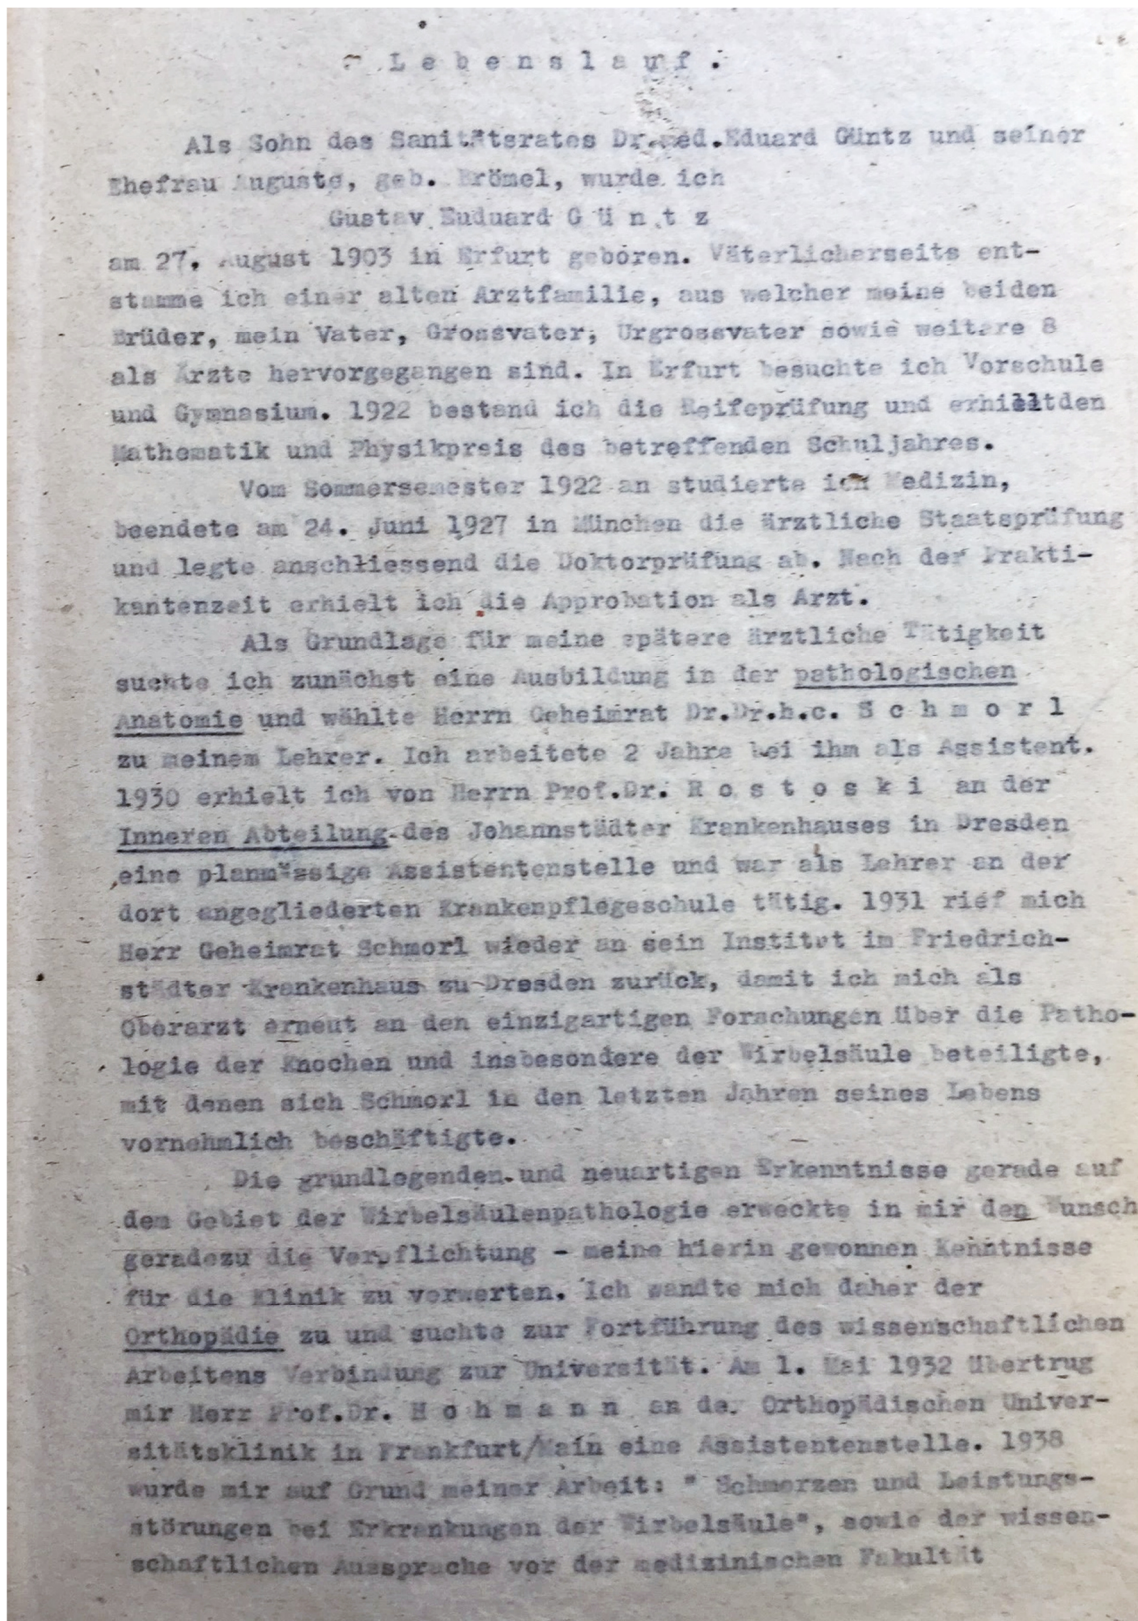 L e b e n s l a u f .
Als Sohn des Sanitätsrates Dr.med.Eduard Güntz und seiner
Ehefrau Auguste, geb. Brömel, wurde ich
Gustav Euduard G ü n t z
am 27. August 1903 in Erfurt geboren. Väterlicherseits ent-
stamme ich einer alten Arztfamilie, aus welcher meine beiden
Brüder, mein Vater, Grossvater, Urgrossvater sowie weitere 8
als Ärzte hervorgegangen sind. In Erfurt besuchte ich Vorschule
und Gymnasium. 1922 bestand ich die Reifeprüfung und erhielt den
Mathematik und Physikpreis des betreffenden Schuljahres.
Vom Sommersemester 1922 an studierte ich Medizin,
beendete am 24. Juni 1927 in München die ärztliche Staatsprüfung
und legte anschliessend die Doktorprüfung ab. Nach der Prakti-
kantenzeit erhielt ich die Approbation als Arzt.
Als Grundlage für meine spätere ärztliche Tätigkeit
suchte ich zunächst eine Ausbildung in der pathologischen
Anatomie und wählte Herrn Geheimrat Dr.Dr.h.c. S c h m o r l
zu meinem Lehrer. Ich arbeitete 2 Jahre bei ihm als Assistent.
1930 erhielt ich von Herrn Prof.Dr. R o s t o s k i an der
Inneren Abteilung des Johannstädter Krankenhauses in Dresden
eine planmässige Assistentenstelle und war als Lehrer an der
dort angegliederten Krankenpflegeschule tätig. 1931 rief mich
Herr Geheimrat Schmorl wieder an sein Institut im Friedrich-
städter Krankenhaus zu Dresden zurück, damit ich mich als
Oberarzt erneut an den einzigartigen Forschungen über die Patho-
logie der Knochen und insbesondere der Wirbelsäule beteiligte,
mit denen sich Schmorl in den letzten Jahren seines Lebens
vornehmlich beschäftigte.
Die grundlegenden und neuartigen Erkenntnisse gerade auf
dem Gebiet der Wirbelsäulenpathologie erweckte in mir den Wunsch
geradezu die Verpflichtung - meine hierin gewonnen Kenntnisse
für die Klinik zu verwerten. Ich wandte mich daher der
Orthopädie zu und suchte zur Fortführung des wissenschaftlichen
Arbeitens Verbindung zur Universität. Am 1. Mai 1932 übertrug
mir Herr Prof.Dr. H o h m a n n an der Orthopädischen Univer-
sitätsklinik in Frankfurt/Main eine Assistentenstelle. 1938
wurde mir auf Grund meiner Arbeit: " Schmerzen und Leistungs-
störungen bei Erkrankungen der Wirbelsäule", sowie der wissen-
schaftlichen Aussprache vor der medizinischen Fakultät